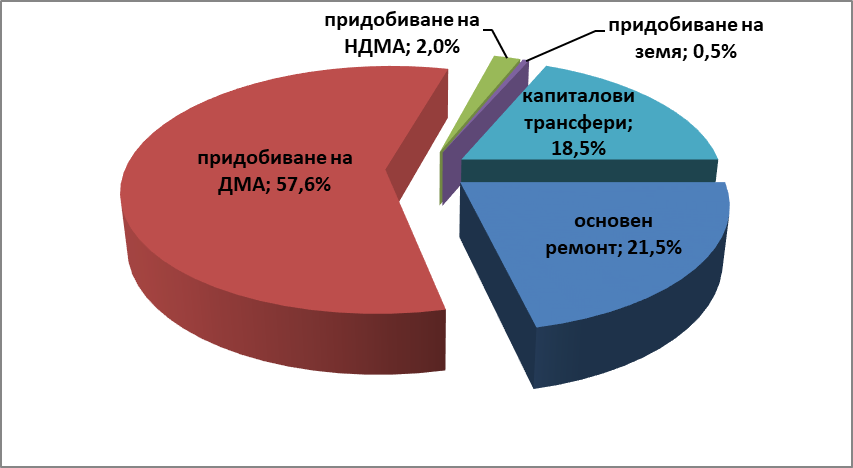 придобиване на
НДМА; 2,0%
придобиване на
земя; 0,5%
капиталови
трансфери;
18,5%
придобиване на
ДМА; 57,6%
основен
ремонт; 21,5%